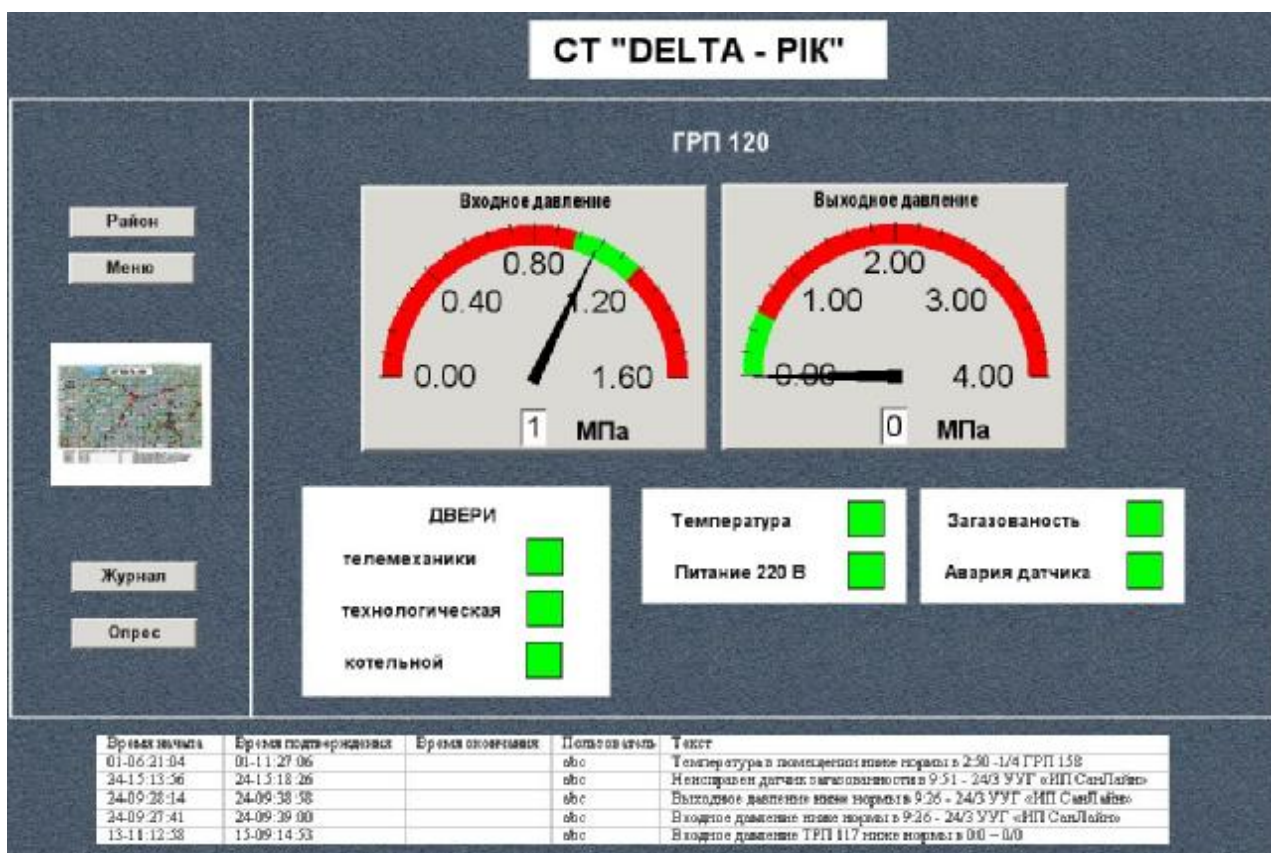 СТ "DELTA - РІК"
ГРП 120
Район
Меню
Журнал
Опрес
Входное давление
0.00
0.40
0.80
1.20
1.60
1 МПа
Выходное давление
0.00
1.00
2.00
3.00
4.00
0 МПа
ДВЕРИ
телемеханики
технологическая
котельной
Температура
Питание 220 В
Загазованость
Авария датчика
Время начала Время подтверждения Время окончания Пользователь Текст
01-06:21:04 01-11:27:06 abc Температура в помещении ниже нормы в 2:50 -1/4 ГРП 158
24-15:13:56 24-15:18:26 abc Неисправен датчик загазованности в 9:51 - 24/3 УУГ «ИП СанЛайн»
24-09:28:14 24-09:38:58 abc Выходное давление ниже нормы в 9:26 - 24/3 УУГ «ИП СанЛайн»
24-09:27:41 24-09:39:00 abc Входное давление ниже нормы в 9:26 - 24/3 УУГ «ИП СанЛайн»
13-11:12:58 15-09:14:53 abc Входное давление ТРП 117 ниже нормы в 0:0 – 0/0